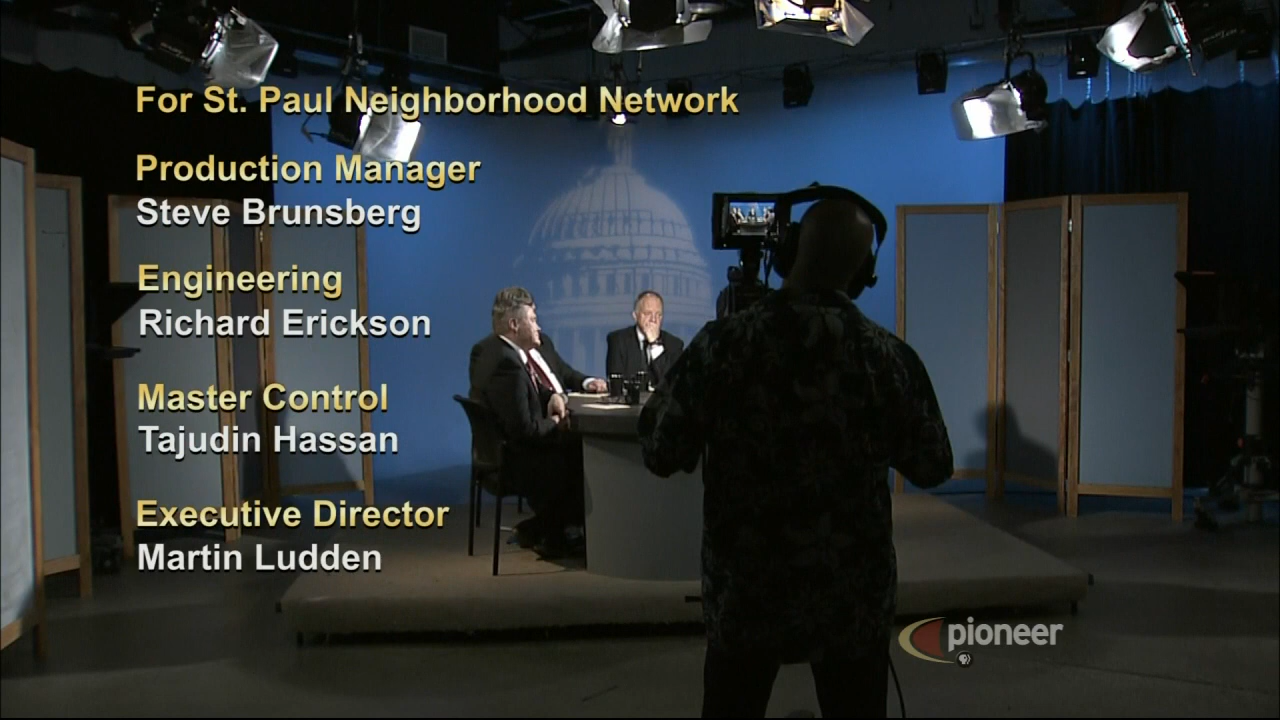 For St. Paul Neighborhood Network
Production Manager
Steve Brunsberg
Engineering
Richard Erickson
Master Control
Tajudin Hassan
Executive Director
Martin Ludden
pioneer